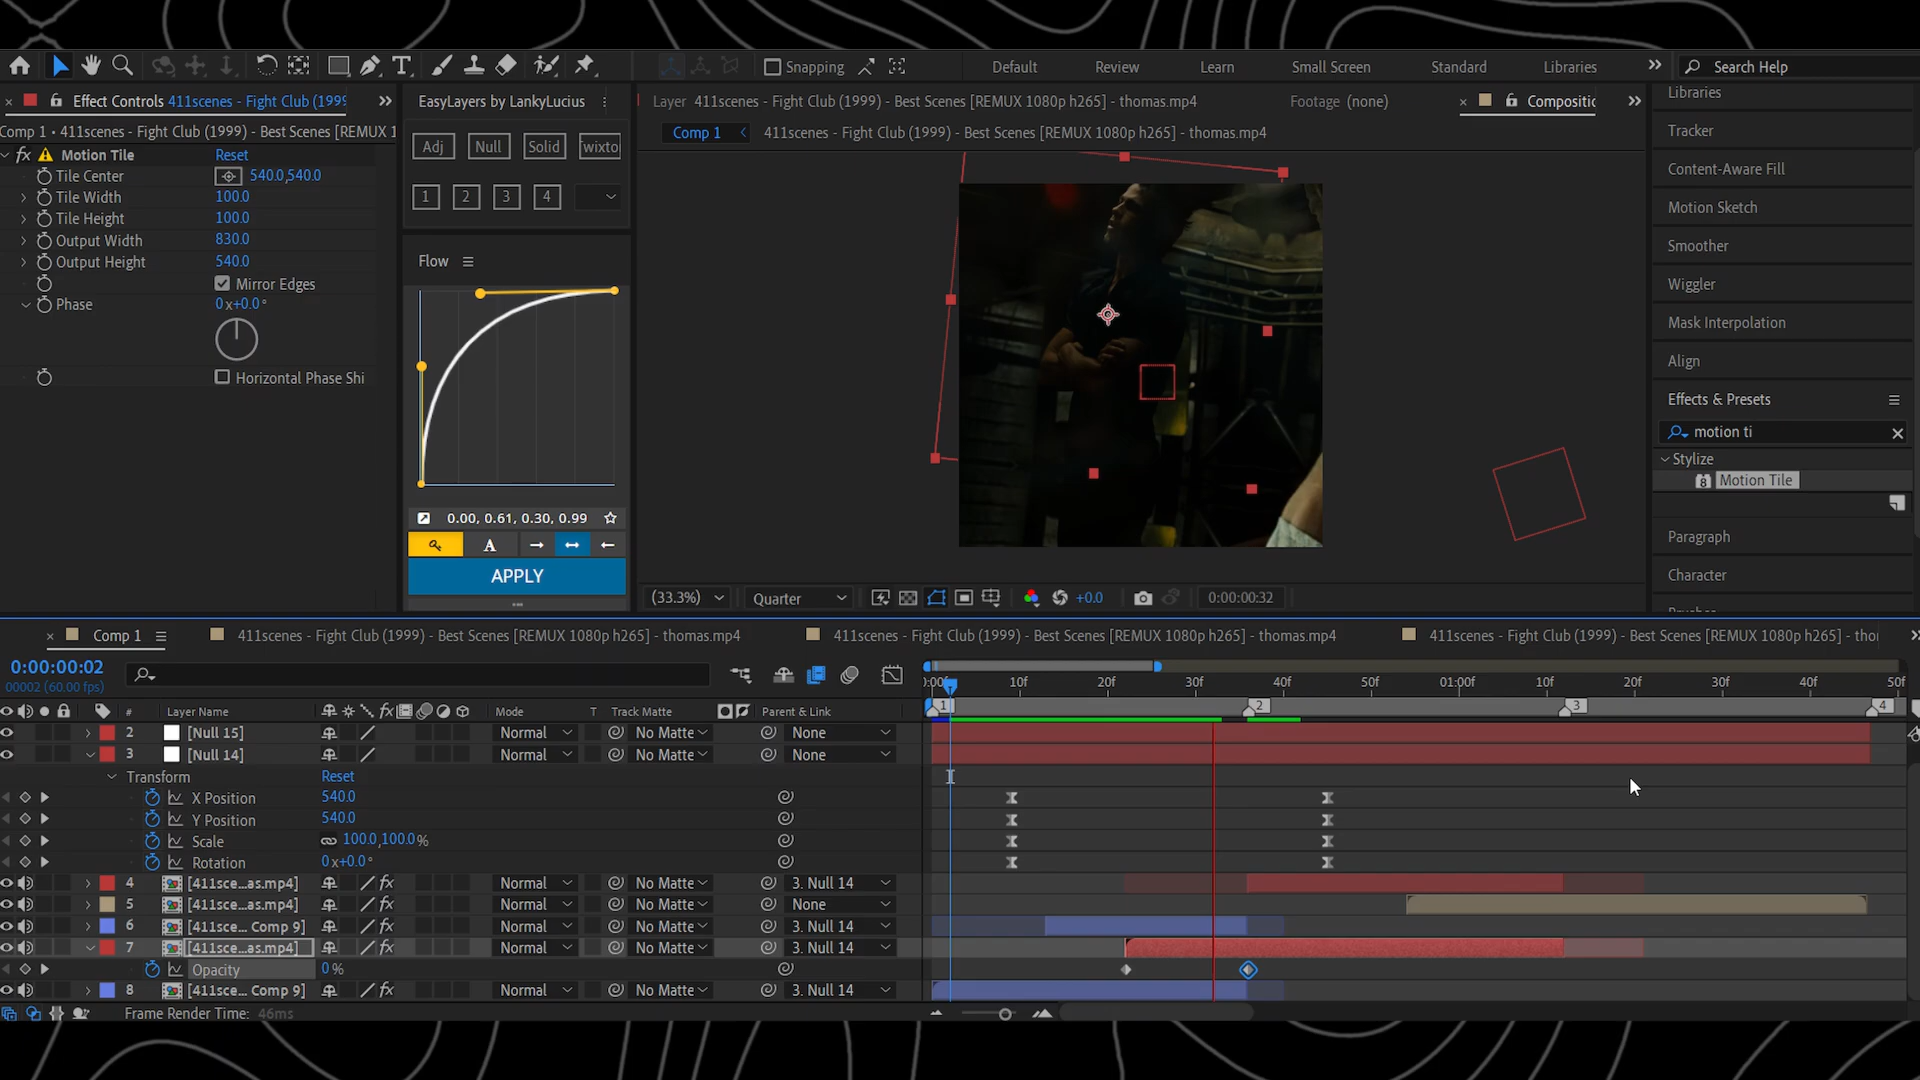 Snapping
Default
Review
Learn
Small Screen
Standard
Libraries
Search Help
Effect Controls 411scenes - Fight Club (1999
Comp 1 • 411scenes - Fight Club (1999) - Best Scenes [REMUX 1
fx Motion Tile Reset
Tile Center 540.0,540.0
Tile Width 100.0
Tile Height 100.0
Output Width 830.0
Output Height 540.0
Mirror Edges
Phase 0x+0.0°
Horizontal Phase Shi
EasyLayers by LankyLucius
Adj Null Solid wixto
1 2 3 4
Flow
0.00, 0.61, 0.30, 0.99
A
APPLY
Layer 411scenes - Fight Club (1999) - Best Scenes [REMUX 1080p h265] - thomas.mp4
Footage (none)
Compositic
Comp 1
411scenes - Fight Club (1999) - Best Scenes [REMUX 1080p h265] - thomas.mp4
(33.3%)
Quarter
+0.0
0:00:00:32
Libraries
Tracker
Content-Aware Fill
Motion Sketch
Smoother
Wiggler
Mask Interpolation
Align
Effects & Presets
motion ti
Stylize
Motion Tile
Paragraph
Character
Comp 1
411scenes - Fight Club (1999) - Best Scenes [REMUX 1080p h265] - thomas.mp4
411scenes - Fight Club (1999) - Best Scenes [REMUX 1080p h265] - thomas.mp4
411scenes - Fight Club (1999) - Best Scenes [REMUX 1080p h265] - tho
0:00:00:02
00002 (60.00 fps)
):00f 10f 20f 30f 40f 50f 01:00f 10f 20f 30f 40f 50f
1 2 3 4
# Layer Name fx Mode T Track Matte Parent & Link
2 [Null 15] Normal No Matte None
3 [Null 14] Normal No Matte None
Transform Reset
X Position 540.0
Y Position 540.0
Scale 100.0,100.0%
Rotation 0x+0.0°
4 [411sce...as.mp4] fx Normal No Matte 3. Null 14
5 [411sce...as.mp4] fx Normal No Matte None
6 [411sce... Comp 9] fx Normal No Matte 3. Null 14
7 [411sce...as.mp4] fx Normal No Matte 3. Null 14
Opacity 0%
8 [411sce... Comp 9] fx Normal No Matte 3. Null 14
Frame Render Time: 46ms